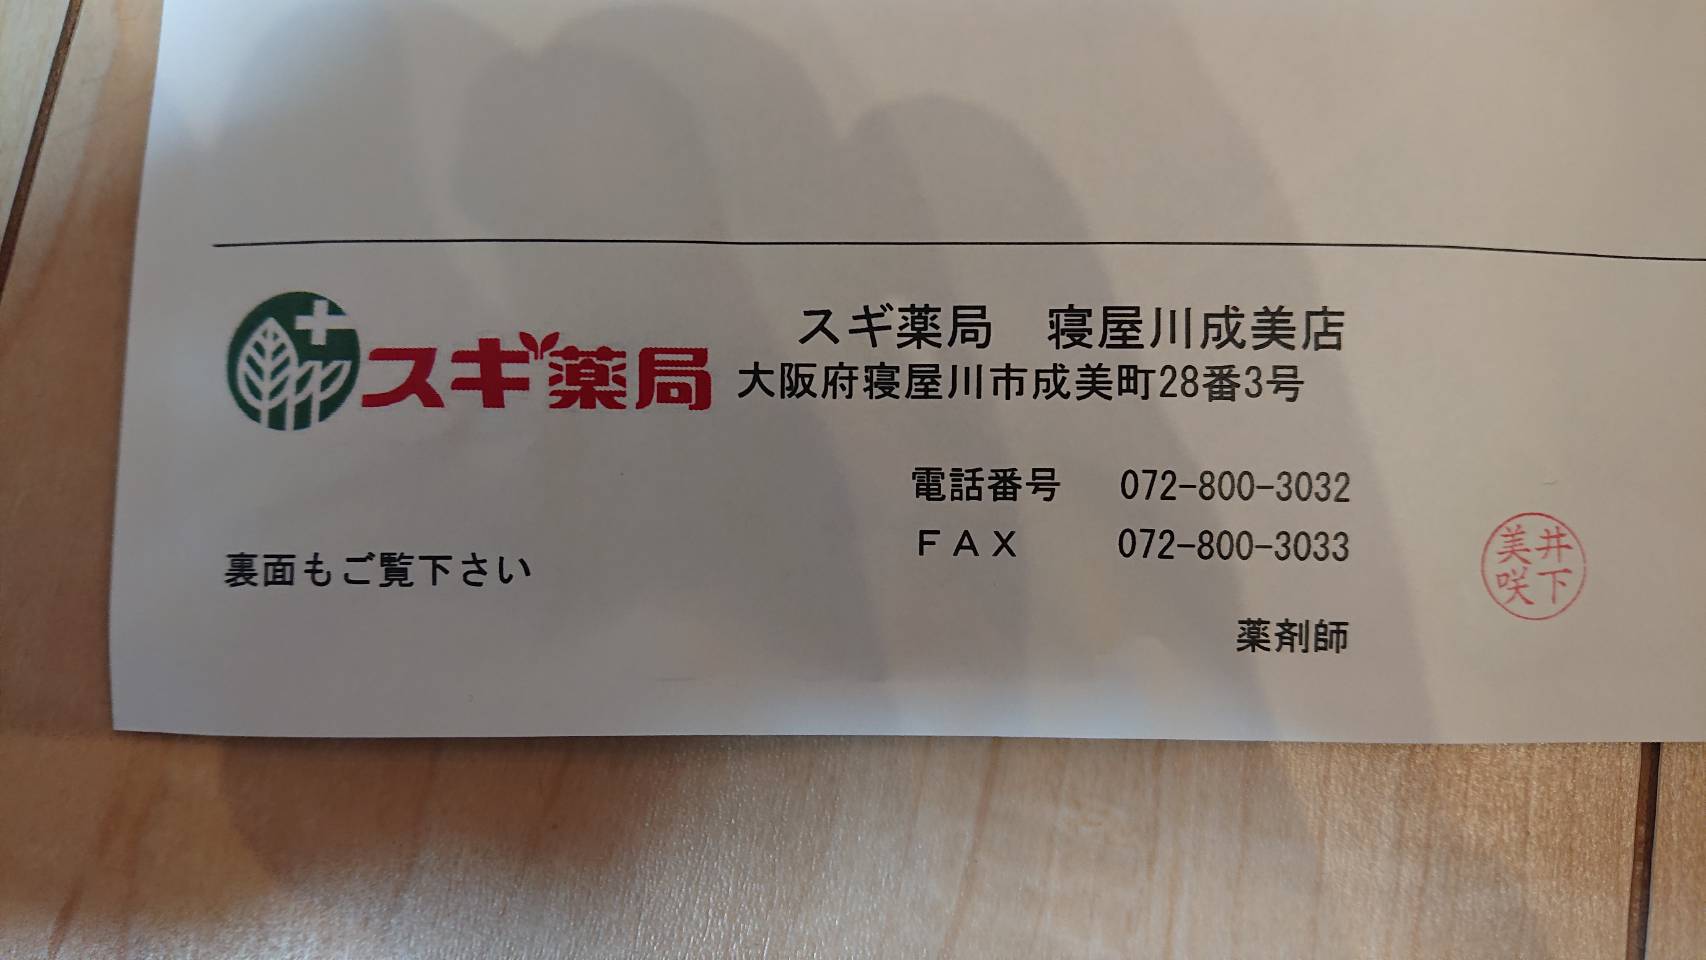 スギ薬局
スギ薬局 寝屋川成美店
大阪府寝屋川市成美町28番3号
電話番号 072-800-3032
FAX 072-800-3033
井下
美咲
裏面もご覧下さい
薬剤師